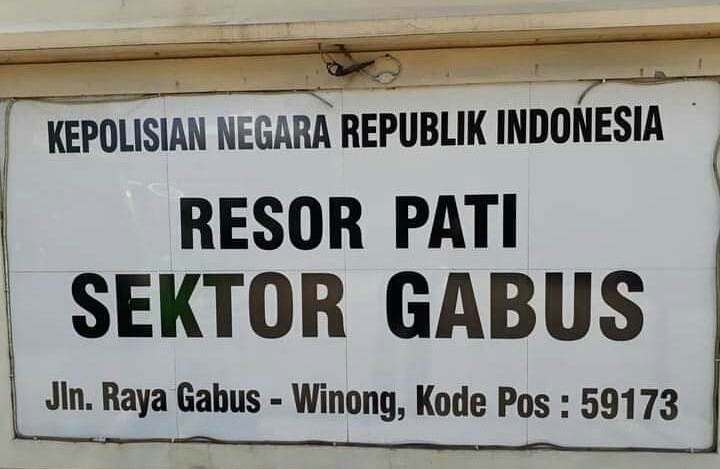 KEPOLISIAN NEGARA REPUBLIK INDONESIA
RESOR PATI
SEKTOR GABUS
Jln. Raya Gabus - Winong, Kode Pos : 59173